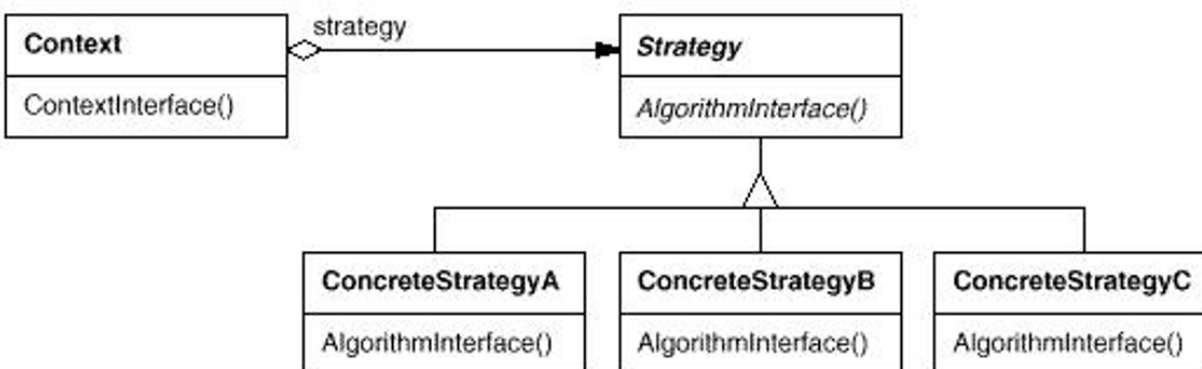 strategy
Context
Strategy
ContextInterface()
AlgorithmInterface()
ConcreteStrategyA
ConcreteStrategyB
ConcreteStrategyC
AlgorithmInterface()
AlgorithmInterface()
AlgorithmInterface()